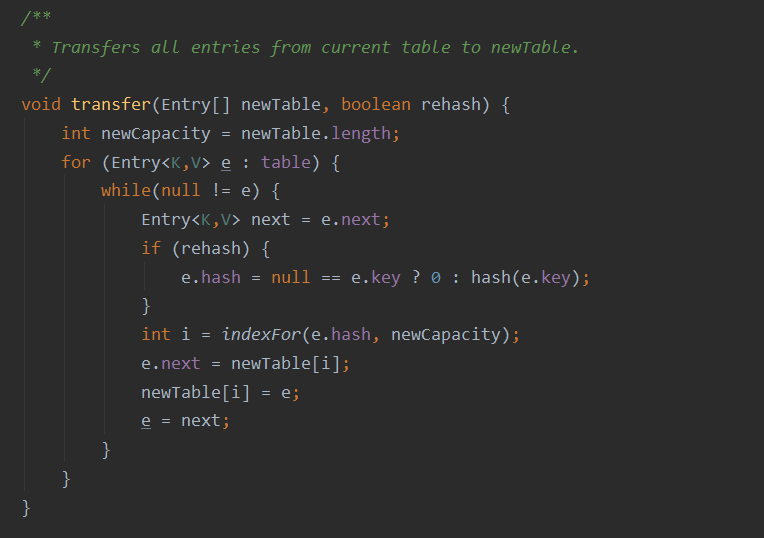 /**
 * Transfers all entries from current table to newTable.
 */
void transfer(Entry[] newTable, boolean rehash) {
    int newCapacity = newTable.length;
    for (Entry<K,V> e : table) {
        while(null != e) {
            Entry<K,V> next = e.next;
            if (rehash) {
                e.hash = null == e.key ? 0 : hash(e.key);
            }
            int i = indexFor(e.hash, newCapacity);
            e.next = newTable[i];
            newTable[i] = e;
            e = next;
        }
    }
}